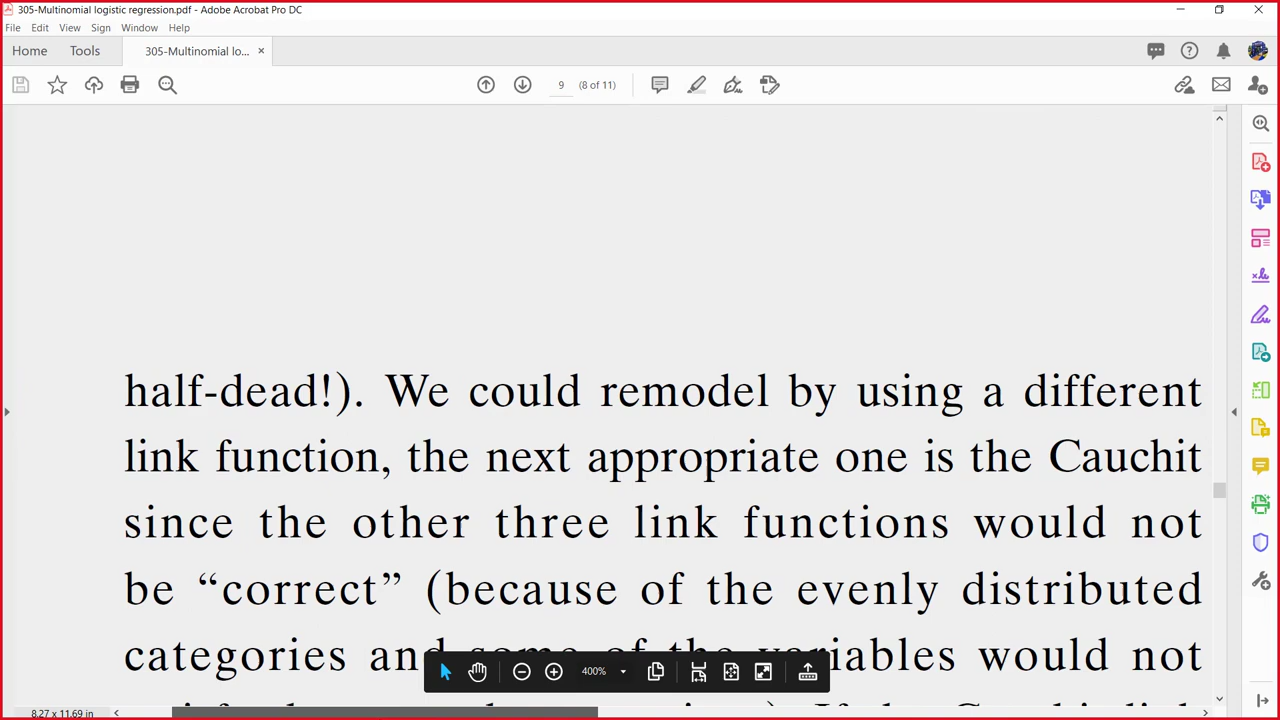 305-Multinomial logistic regression.pdf - Adobe Acrobat Pro DC
File Edit View Sign Window Help
Home Tools 305-Multinomial lo... ×
9 (8 of 11)
half-dead!). We could remodel by using a different
link function, the next appropriate one is the Cauchit
since the other three link functions would not
be “correct” (because of the evenly distributed
categories and some of the variables would not
400%
8.27 x 11.69 in